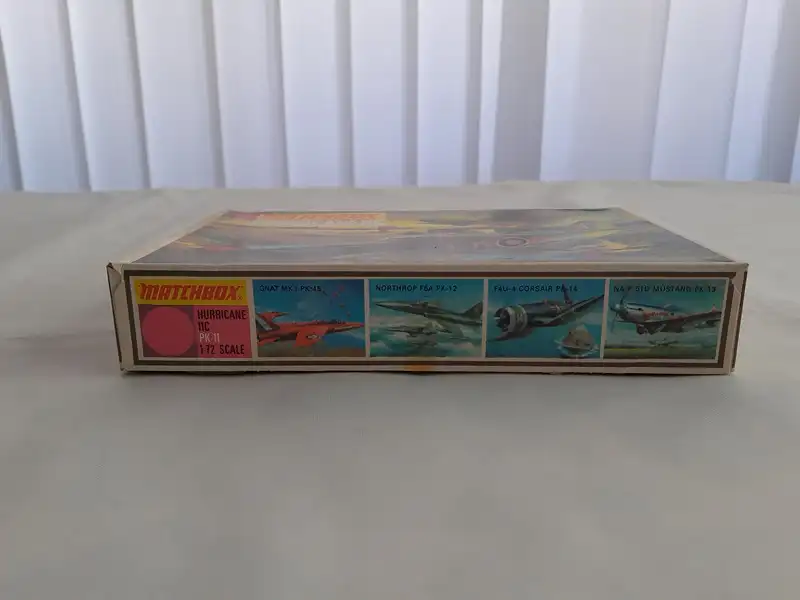 MATCHBOX
HURRICANE
IIC
PK-11
1:72 SCALE
GNAT MK-1 PK-15
NORTHROP F5A PK-12
F4U-4 CORSAIR PK-14
N.A. P 51D MUSTANG PK-13